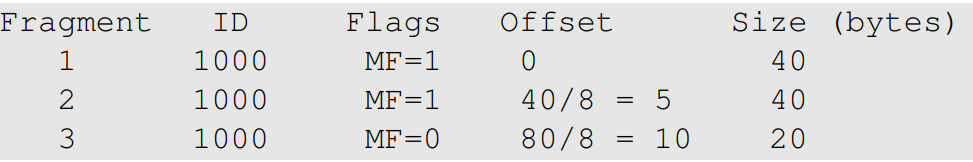 Fragment ID Flags Offset Size (bytes)
1 1000 MF=1 0 40
2 1000 MF=1 40/8 = 5 40
3 1000 MF=0 80/8 = 10 20